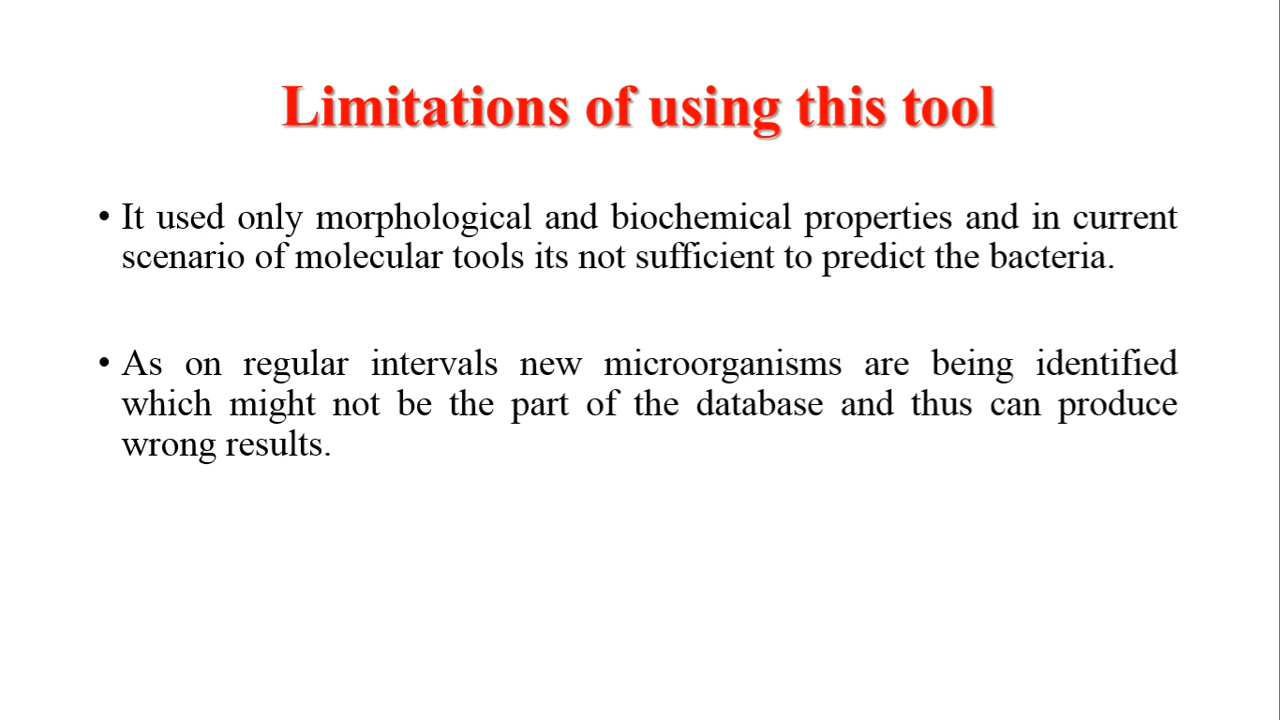 Limitations of using this tool
• It used only morphological and biochemical properties and in current
scenario of molecular tools its not sufficient to predict the bacteria.
• As on regular intervals new microorganisms are being identified
which might not be the part of the database and thus can produce
wrong results.